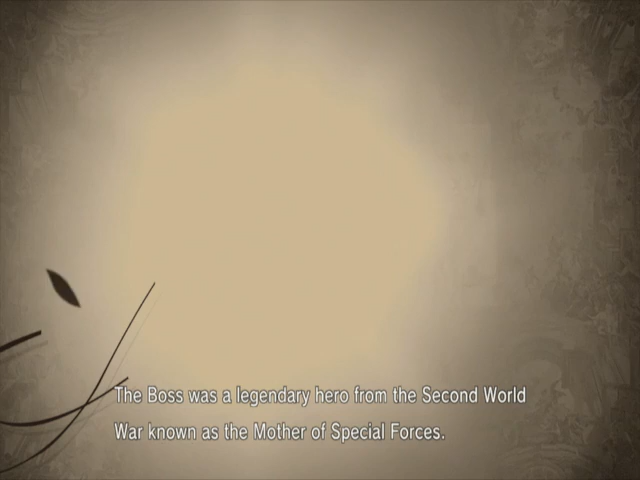 The Boss was a legendary hero from the Second World
War known as the Mother of Special Forces.